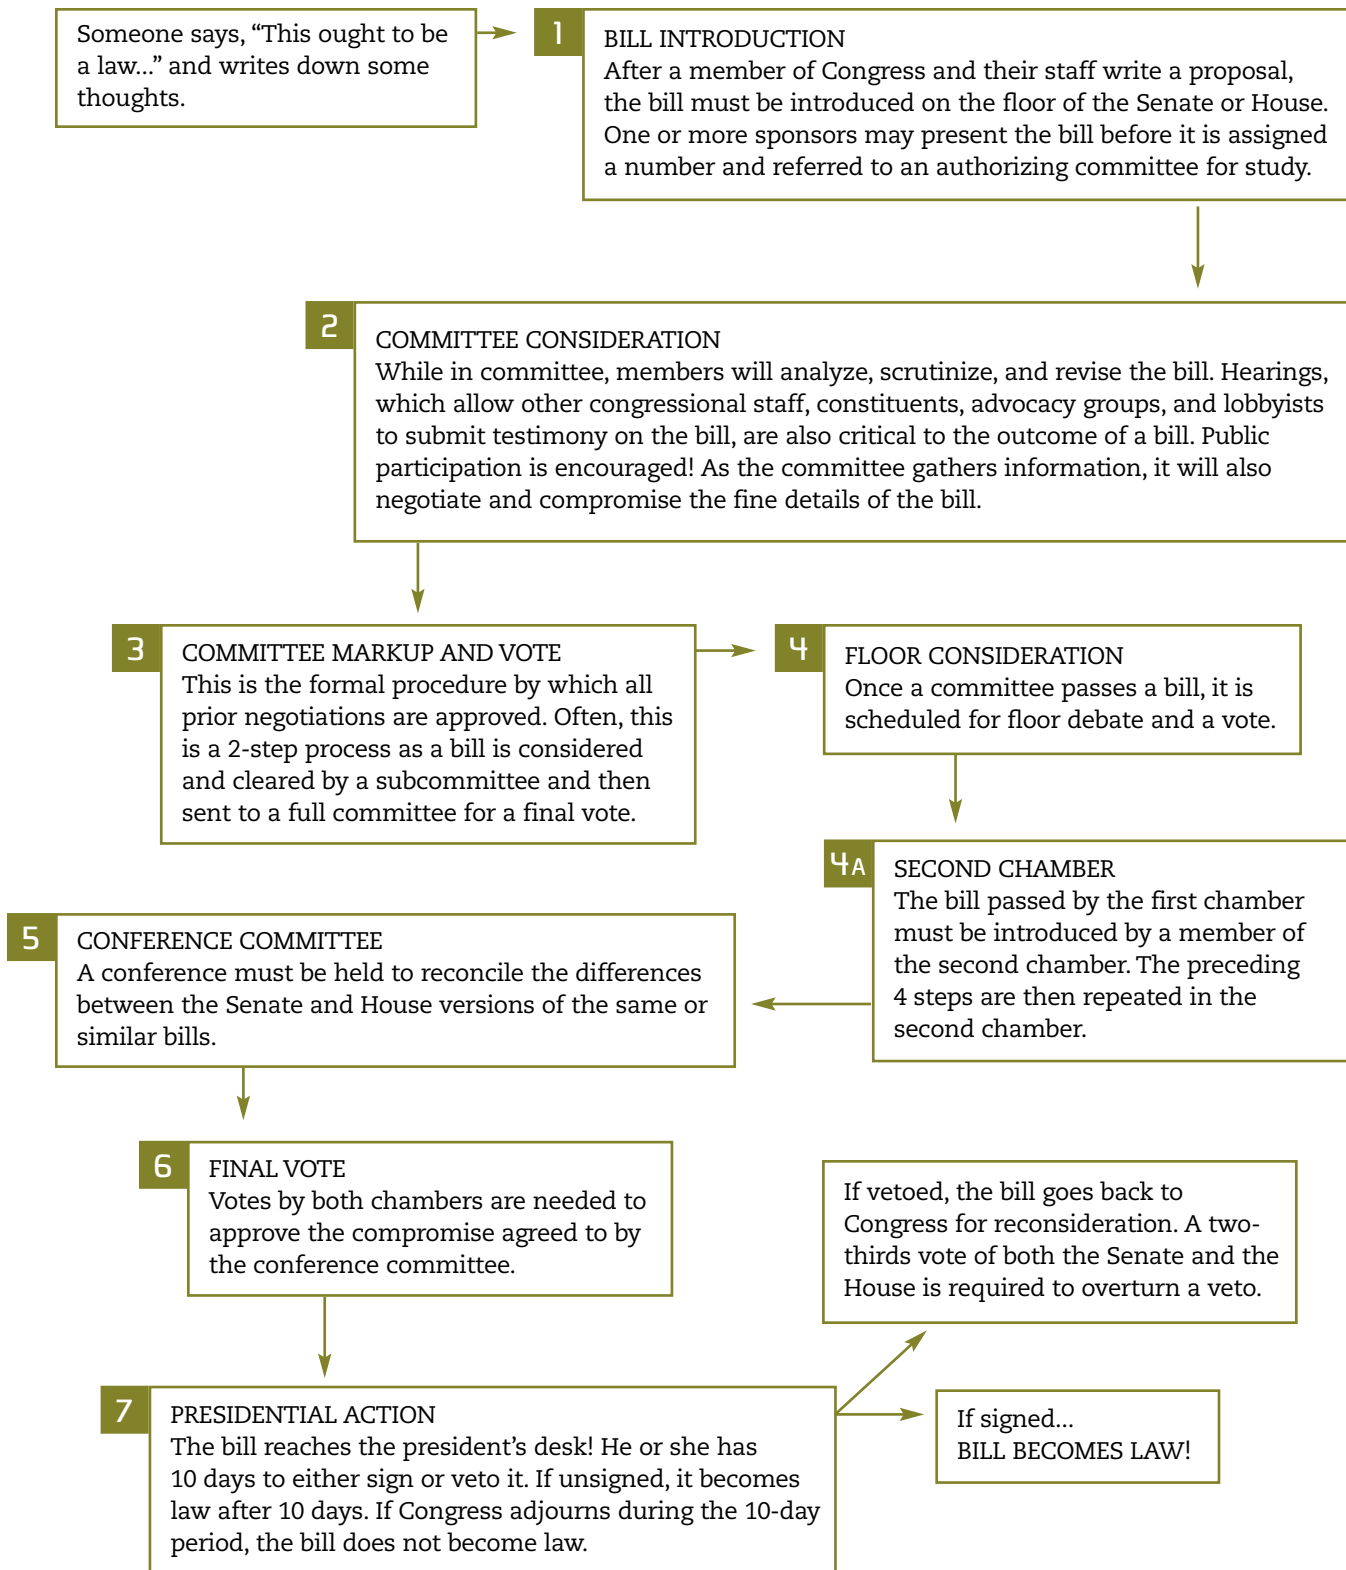 Someone says, “This ought to be
a law...” and writes down some
thoughts.
1
BILL INTRODUCTION
After a member of Congress and their staff write a proposal,
the bill must be introduced on the floor of the Senate or House.
One or more sponsors may present the bill before it is assigned
a number and referred to an authorizing committee for study.
2
COMMITTEE CONSIDERATION
While in committee, members will analyze, scrutinize, and revise the bill. Hearings,
which allow other congressional staff, constituents, advocacy groups, and lobbyists
to submit testimony on the bill, are also critical to the outcome of a bill. Public
participation is encouraged! As the committee gathers information, it will also
negotiate and compromise the fine details of the bill.
3
COMMITTEE MARKUP AND VOTE
This is the formal procedure by which all
prior negotiations are approved. Often, this
is a 2-step process as a bill is considered
and cleared by a subcommittee and then
sent to a full committee for a final vote.
4
FLOOR CONSIDERATION
Once a committee passes a bill, it is
scheduled for floor debate and a vote.
4A
SECOND CHAMBER
The bill passed by the first chamber
must be introduced by a member of
the second chamber. The preceding
4 steps are then repeated in the
second chamber.
5
CONFERENCE COMMITTEE
A conference must be held to reconcile the differences
between the Senate and House versions of the same or
similar bills.
6
FINAL VOTE
Votes by both chambers are needed to
approve the compromise agreed to by
the conference committee.
7
PRESIDENTIAL ACTION
The bill reaches the president’s desk! He or she has
10 days to either sign or veto it. If unsigned, it becomes
law after 10 days. If Congress adjourns during the 10-day
period, the bill does not become law.
If vetoed, the bill goes back to
Congress for reconsideration. A two-
thirds vote of both the Senate and the
House is required to overturn a veto.
If signed...
BILL BECOMES LAW!